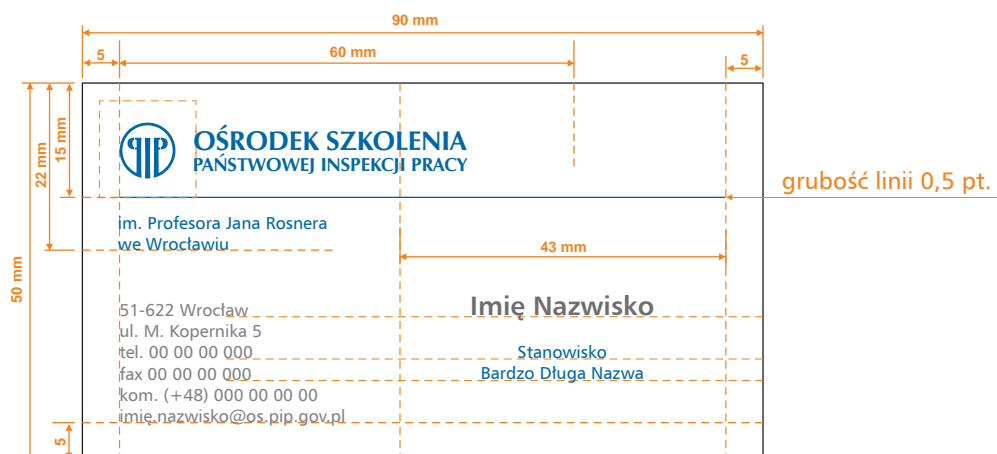 90 mm
5
60 mm
5
15 mm
22 mm
50 mm
OŚRODEK SZKOLENIA
PAŃSTWOWEJ INSPEKCJI PRACY
grubość linii 0,5 pt.
im. Profesora Jana Rosnera
we Wrocławiu
43 mm
51-622 Wrocław
ul. M. Kopernika 5
tel. 00 00 00 000
fax 00 00 00 000
kom. (+48) 000 00 00 00
imię.nazwisko@os.pip.gov.pl
Imię Nazwisko
Stanowisko
Bardzo Długa Nazwa
5